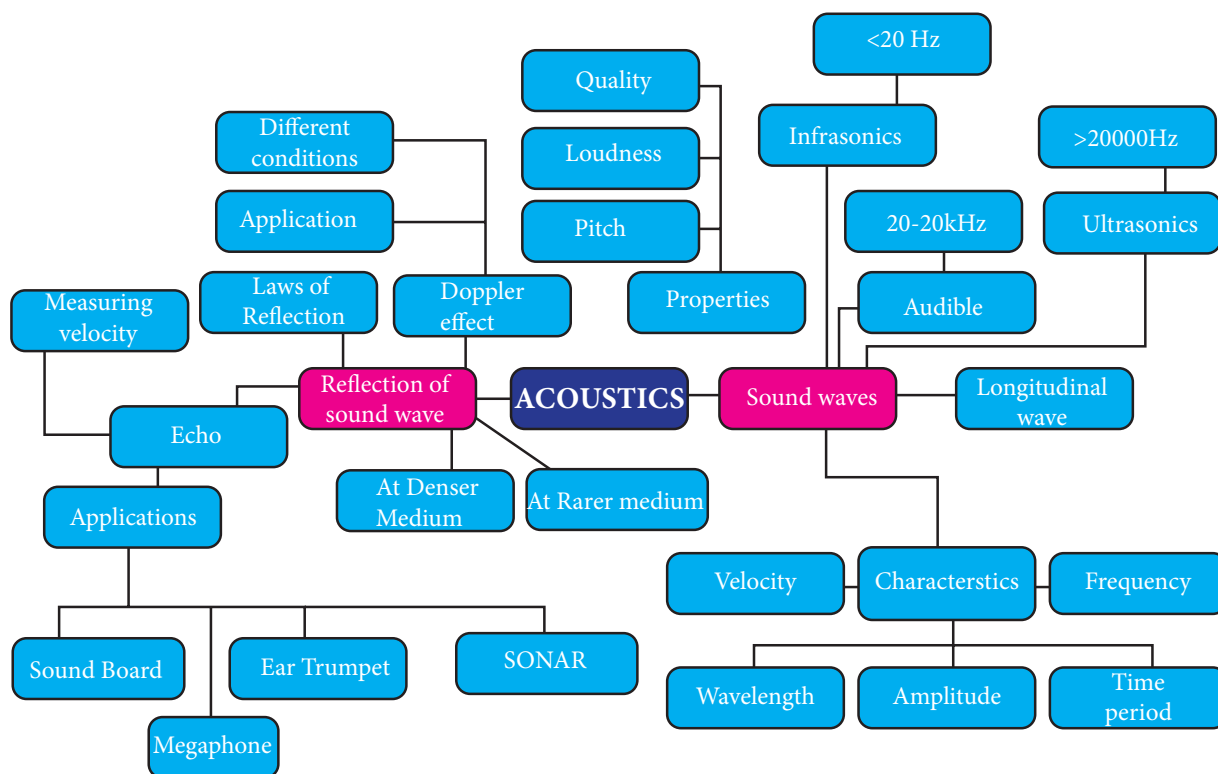 <20 Hz
Quality
Different
conditions
Loudness
Infrasonics
>20000Hz
Application
Pitch
20-20kHz
Ultrasonics
Measuring
velocity
Laws of
Reflection
Doppler
effect
Properties
Audible
Reflection of
sound wave
ACOUSTICS
Sound waves
Longitudinal
wave
Echo
At Denser
Medium
At Rarer medium
Applications
Velocity
Characterstics
Frequency
Sound Board
Ear Trumpet
SONAR
Wavelength
Amplitude
Time
period
Megaphone